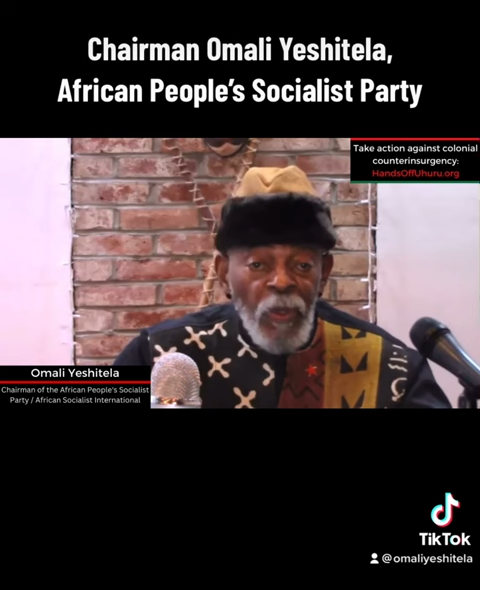 Chairman Omali Yeshitela,
African People's Socialist Party
Take action against colonial
counterinsurgency:
HandsOffUhuru.org
Omali Yeshitela
Chairman of the African People's Socialist
Party / African Socialist International
TikTok
@omaliyeshitela